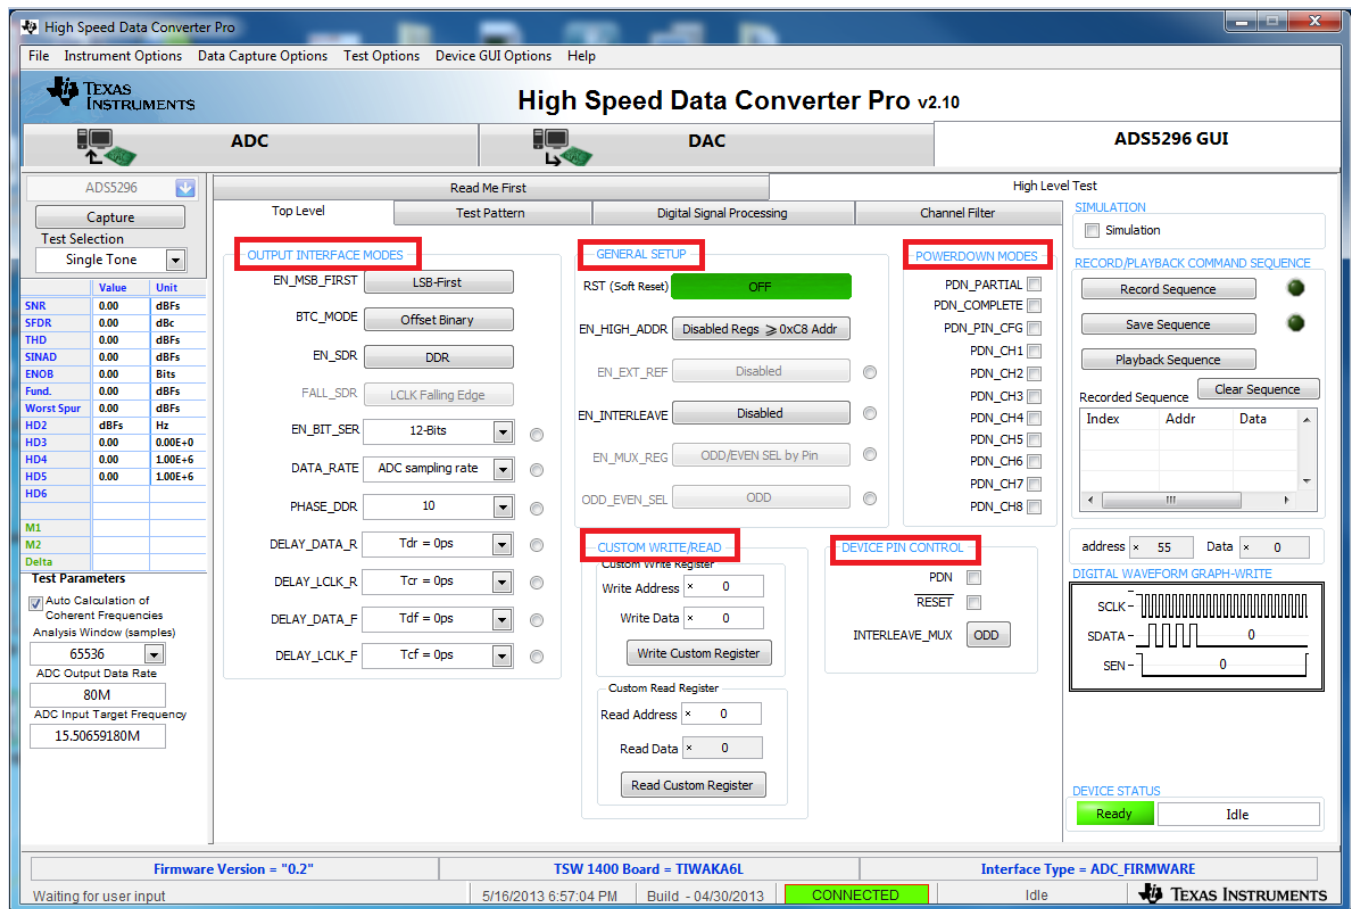 High Speed Data Converter Pro
File Instrument Options Data Capture Options Test Options Device GUI Options Help
TEXAS INSTRUMENTS
High Speed Data Converter Pro v2.10
ADC DAC ADS5296 GUI
ADS5296
Capture
Test Selection
Single Tone
Value Unit
SNR 0.00 dBFs
SFDR 0.00 dBc
THD 0.00 dBFs
SINAD 0.00 dBFs
ENOB 0.00 Bits
Fund. 0.00 dBFs
Worst Spur 0.00 dBFs
HD2 dBFs Hz
HD3 0.00 0.00E+0
HD4 0.00 1.00E+6
HD5 0.00 1.00E+6
HD6
M1
M2
Delta
Test Parameters
Auto Calculation of
Coherent Frequencies
Analysis Window (samples)
65536
ADC Output Data Rate
80M
ADC Input Target Frequency
15.50659180M
Read Me First High Level Test
Top Level Test Pattern Digital Signal Processing Channel Filter
OUTPUT INTERFACE MODES
EN_MSB_FIRST LSB-First
BTC_MODE Offset Binary
EN_SDR DDR
FALL_SDR LCLK Falling Edge
EN_BIT_SER 12-Bits
DATA_RATE ADC sampling rate
PHASE_DDR 10
DELAY_DATA_R Tdr = 0ps
DELAY_LCLK_R Tcr = 0ps
DELAY_DATA_F Tdf = 0ps
DELAY_LCLK_F Tcf = 0ps
GENERAL SETUP
RST (Soft Reset) OFF
EN_HIGH_ADDR Disabled Regs ≥ 0xC8 Addr
EN_EXT_REF Disabled
EN_INTERLEAVE Disabled
EN_MUX_REG ODD/EVEN SEL by Pin
ODD_EVEN_SEL ODD
POWERDOWN MODES
PDN_PARTIAL
PDN_COMPLETE
PDN_PIN_CFG
PDN_CH1
PDN_CH2
PDN_CH3
PDN_CH4
PDN_CH5
PDN_CH6
PDN_CH7
PDN_CH8
CUSTOM WRITE/READ
Custom Write Register
Write Address x 0
Write Data x 0
Write Custom Register
Custom Read Register
Read Address x 0
Read Data x 0
Read Custom Register
DEVICE PIN CONTROL
PDN
RESET
INTERLEAVE_MUX ODD
SIMULATION
Simulation
RECORD/PLAYBACK COMMAND SEQUENCE
Record Sequence
Save Sequence
Playback Sequence
Recorded Sequence Clear Sequence
Index Addr Data
address x 55 Data x 0
DIGITAL WAVEFORM GRAPH-WRITE
SCLK
SDATA 0
SEN 0
DEVICE STATUS
Ready Idle
Firmware Version = "0.2" TSW 1400 Board = TIWAKA6L Interface Type = ADC_FIRMWARE
Waiting for user input 5/16/2013 6:57:04 PM Build - 04/30/2013 CONNECTED Idle TEXAS INSTRUMENTS